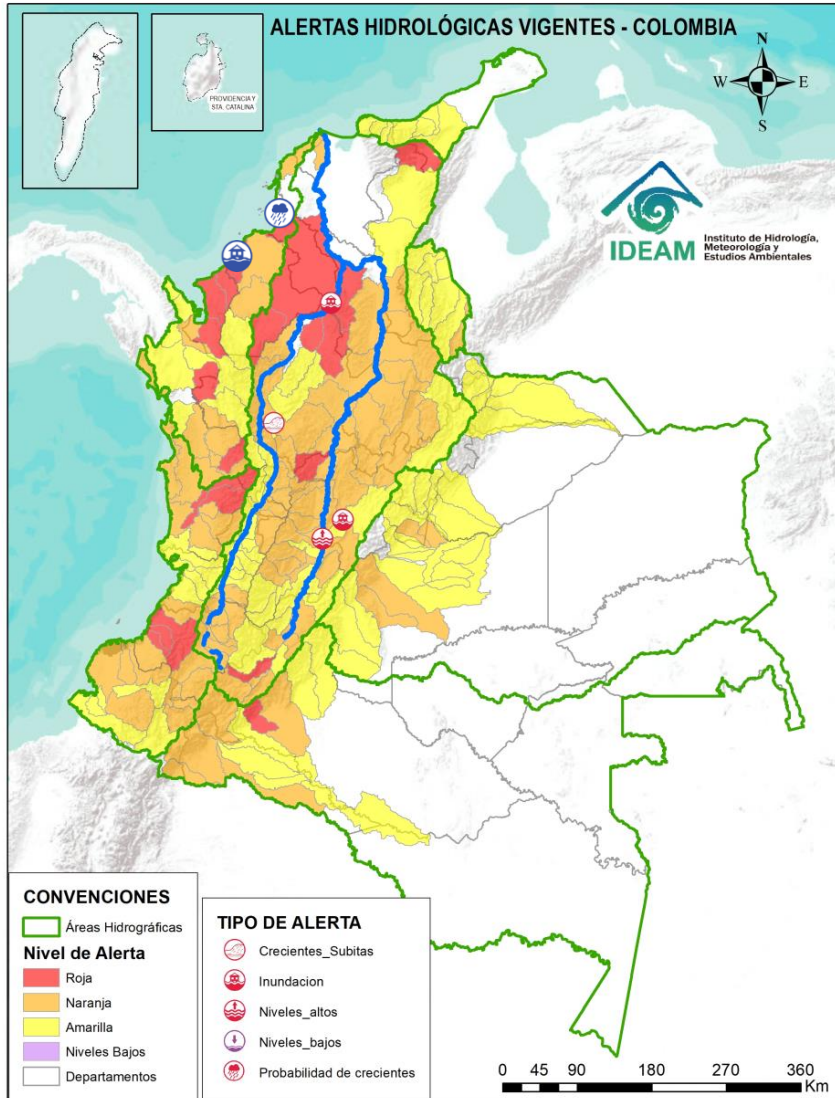 ALERTAS HIDROLÓGICAS VIGENTES - COLOMBIA
PROVIDENCIA Y
STA. CATALINA
N
W
E
S
IDEAM
Instituto de Hidrología,
Meteorología y
Estudios Ambientales
CONVENCIONES
Áreas Hidrográficas
Nivel de Alerta
Roja
Naranja
Amarilla
Niveles Bajos
Departamentos
TIPO DE ALERTA
Crecientes_Subitas
Inundacion
Niveles_altos
Niveles_bajos
Probabilidad de crecientes
0 45 90 180 270 360
Km